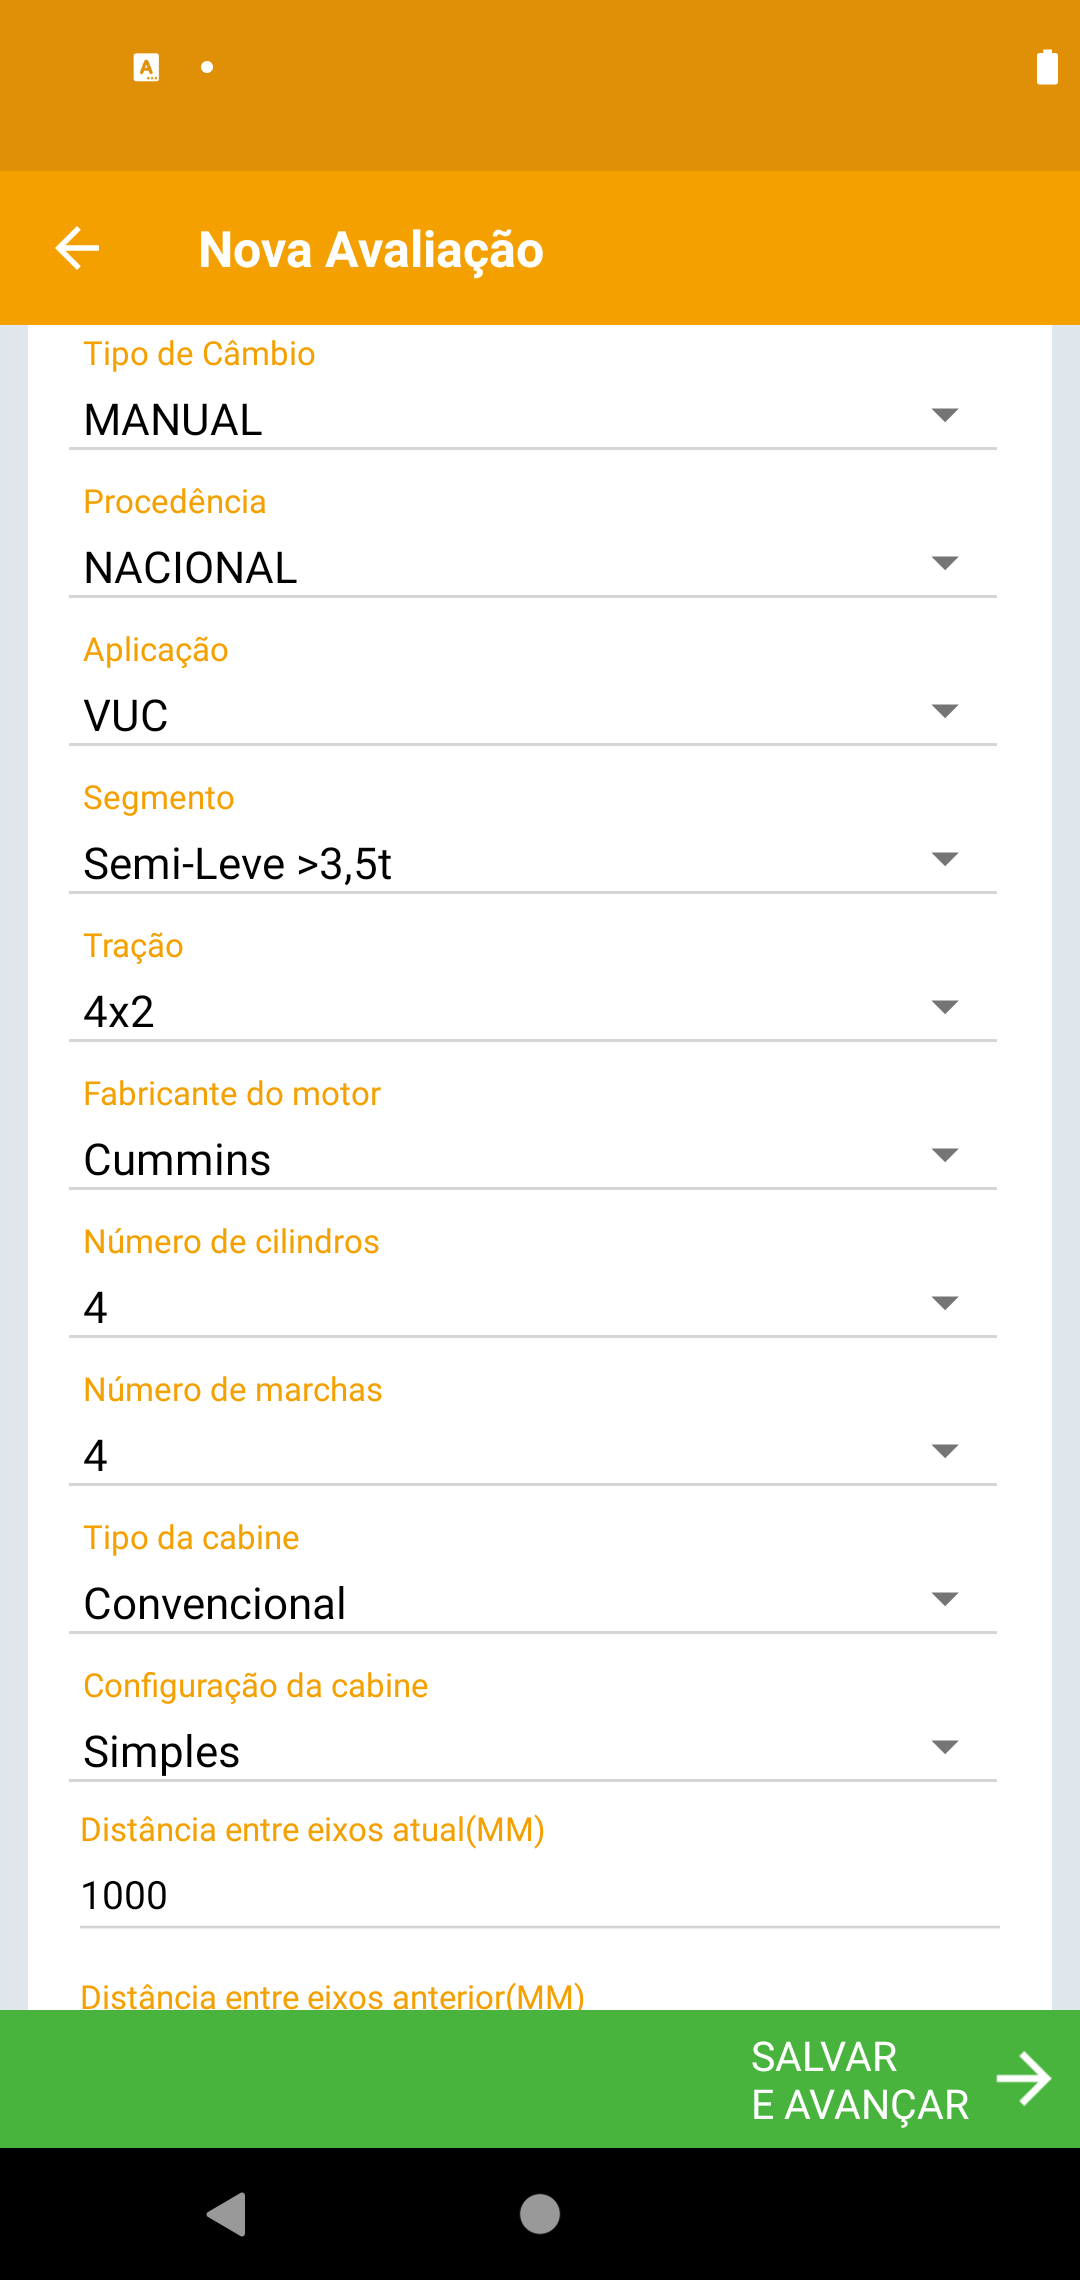 Nova Avaliação
Tipo de Câmbio
MANUAL
Procedência
NACIONAL
Aplicação
VUC
Segmento
Semi-Leve >3,5t
Tração
4x2
Fabricante do motor
Cummins
Número de cilindros
4
Número de marchas
4
Tipo da cabine
Convencional
Configuração da cabine
Simples
Distância entre eixos atual(MM)
1000
Distância entre eixos anterior(MM)
SALVAR
E AVANÇAR